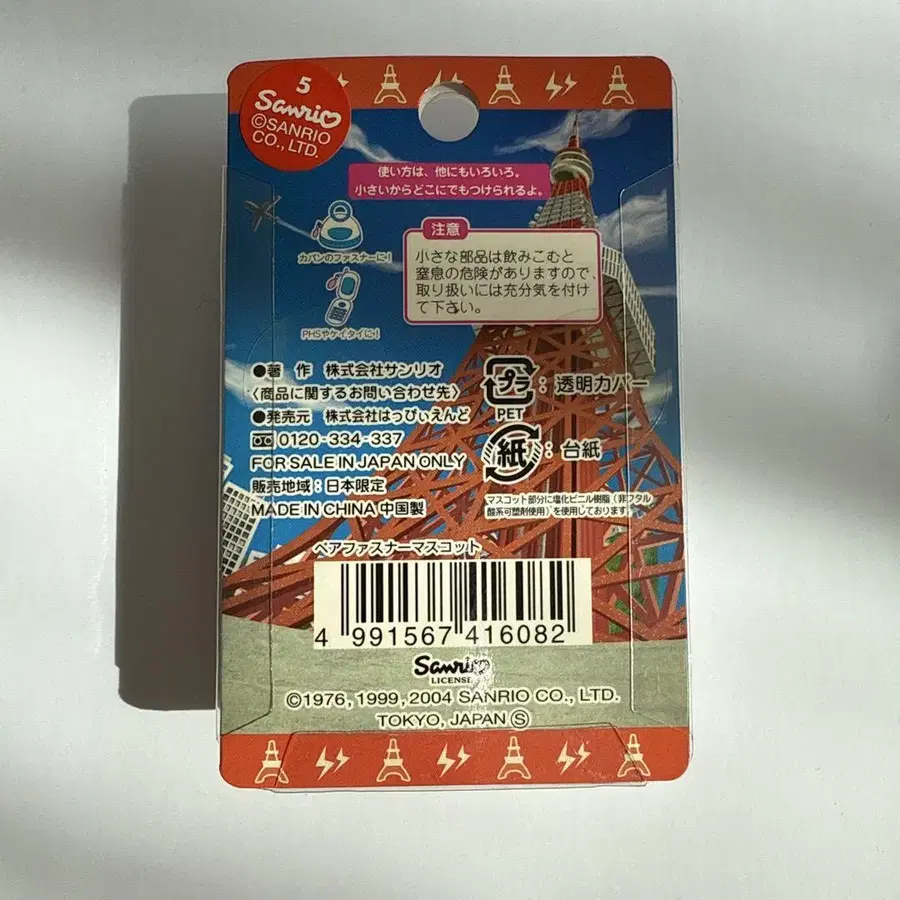 5
Sanrio
©SANRIO
CO., LTD.
使い方は、他にもいろいろ。
小さいからどこにでもつけられるよ。
カバンのファスナーに!
PHSやケイタイに!
注意
小さな部品は飲みこむと
窒息の危険がありますので、
取り扱いには充分気を付け
て下さい。
●著 作 株式会社サンリオ
〈商品に関するお問い合わせ先〉
●発売元 株式会社はっぴぃえんど
0120-334-337
FOR SALE IN JAPAN ONLY
販売地域:日本限定
MADE IN CHINA 中国製
プラ:透明カバー
PET
紙:台紙
マスコット部分に塩化ビニル樹脂(非フタル
酸系可塑剤使用)を使用しております。
ペアファスナーマスコット
4 991567 416082
Sanrio
LICENSE
©1976, 1999, 2004 SANRIO CO., LTD.
TOKYO, JAPAN Ⓢ